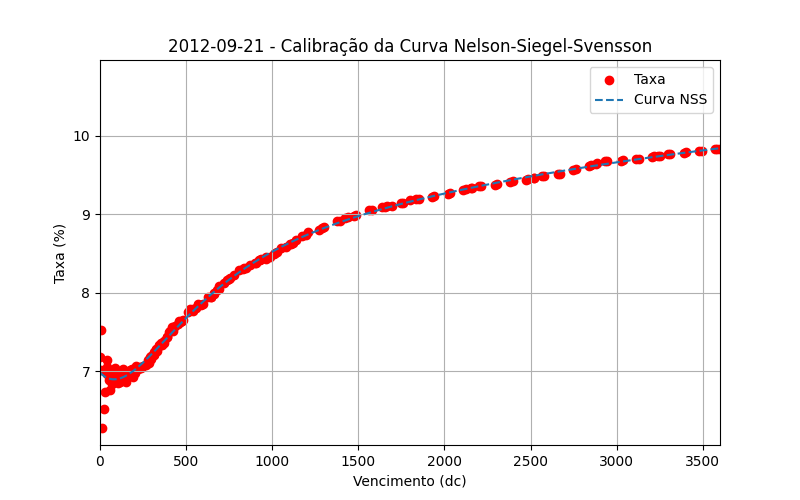 2012-09-21 - Calibração da Curva Nelson-Siegel-Svensson
Taxa
Curva NSS
Taxa (%)
10
9
8
7
0 500 1000 1500 2000 2500 3000 3500
Vencimento (dc)